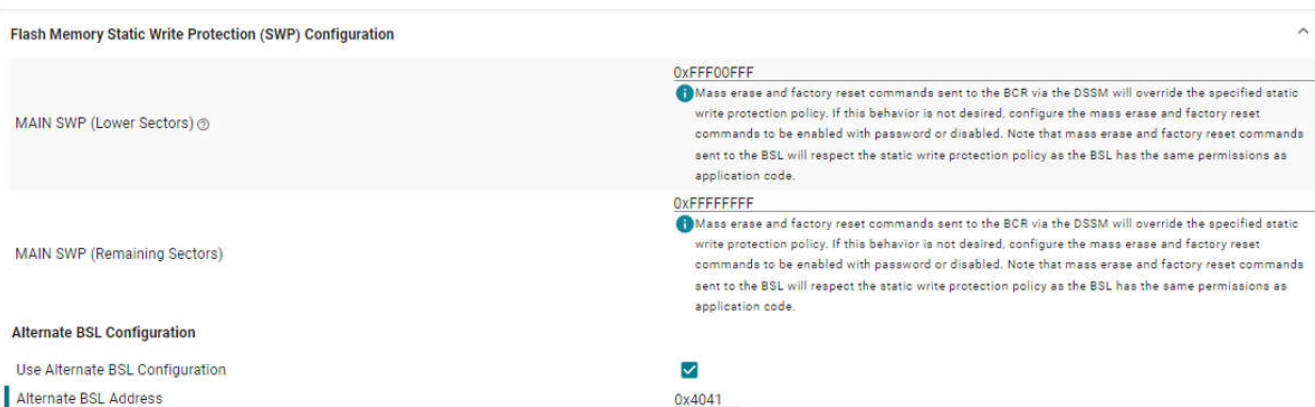 Flash Memory Static Write Protection (SWP) Configuration
0xFFF00FFF
Mass erase and factory reset commands sent to the BCR via the DSSM will override the specified static
write protection policy. If this behavior is not desired, configure the mass erase and factory reset
commands to be enabled with password or disabled. Note that mass erase and factory reset commands
sent to the BSL will respect the static write protection policy as the BSL has the same permissions as
application code.
MAIN SWP (Lower Sectors)
0xFFFFFFFF
Mass erase and factory reset commands sent to the BCR via the DSSM will override the specified static
write protection policy. If this behavior is not desired, configure the mass erase and factory reset
commands to be enabled with password or disabled. Note that mass erase and factory reset commands
sent to the BSL will respect the static write protection policy as the BSL has the same permissions as
application code.
MAIN SWP (Remaining Sectors)
Alternate BSL Configuration
Use Alternate BSL Configuration
Alternate BSL Address
0x4041